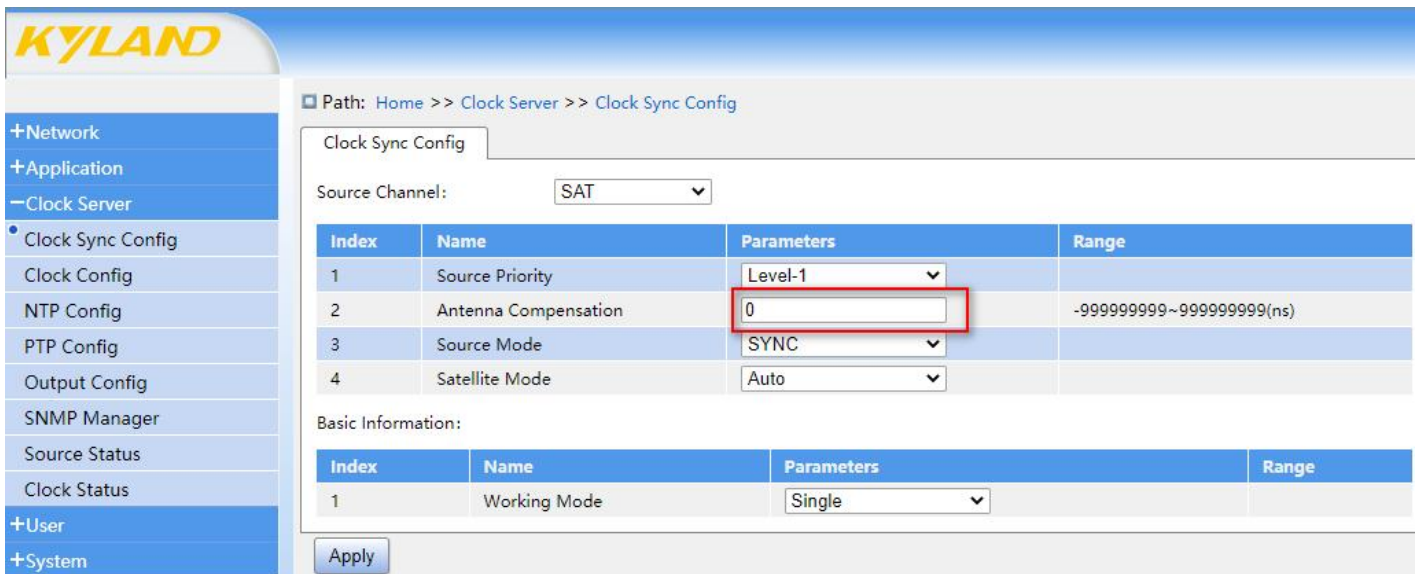 KYLAND
Path: Home >> Clock Server >> Clock Sync Config
+Network
+Application
−Clock Server
Clock Sync Config
Clock Config
NTP Config
PTP Config
Output Config
SNMP Manager
Source Status
Clock Status
+User
+System
Clock Sync Config
Source Channel: SAT
Index Name Parameters Range
1 Source Priority Level-1
2 Antenna Compensation 0 -999999999~999999999(ns)
3 Source Mode SYNC
4 Satellite Mode Auto
Basic Information:
Index Name Parameters Range
1 Working Mode Single
Apply